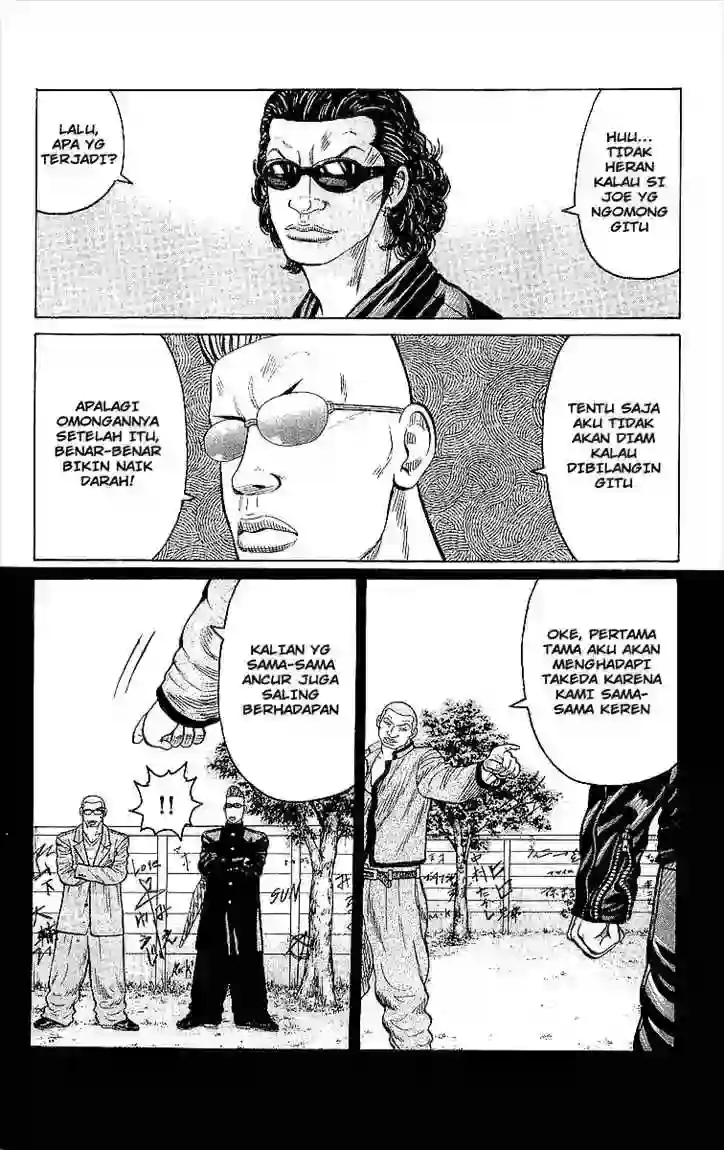 HUU...
TIDAK
HERAN
KALAU SI
JOE YG
NGOMONG
GITU
LALU,
APA YG
TERJADI?
TENTU SAJA
AKU TIDAK
AKAN DIAM
KALAU
DIBILANGIN
GITU
APALAGI
OMONGANNYA
SETELAH ITU,
BENAR-BENAR
BIKIN NAIK
DARAH!
OKE, PERTAMA
TAMA AKU AKAN
MENGHADAPI
TAKEDA KARENA
KAMI SAMA-
SAMA KEREN
KALIAN YG
SAMA-SAMA
ANCUR JUGA
SALING
BERHADAPAN
!!
LOVE
SUN